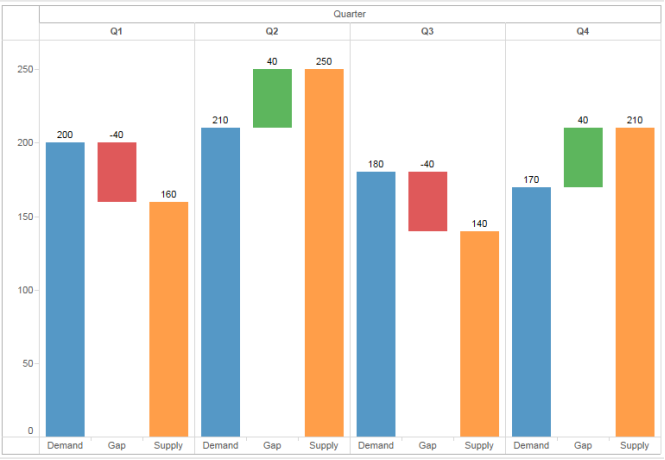 Quarter
Q1 Q2 Q3 Q4
250 40 250
200 200 -40 210 40 210
180 -40 170
150 160 140
100
50
0
Demand Gap Supply Demand Gap Supply Demand Gap Supply Demand Gap Supply